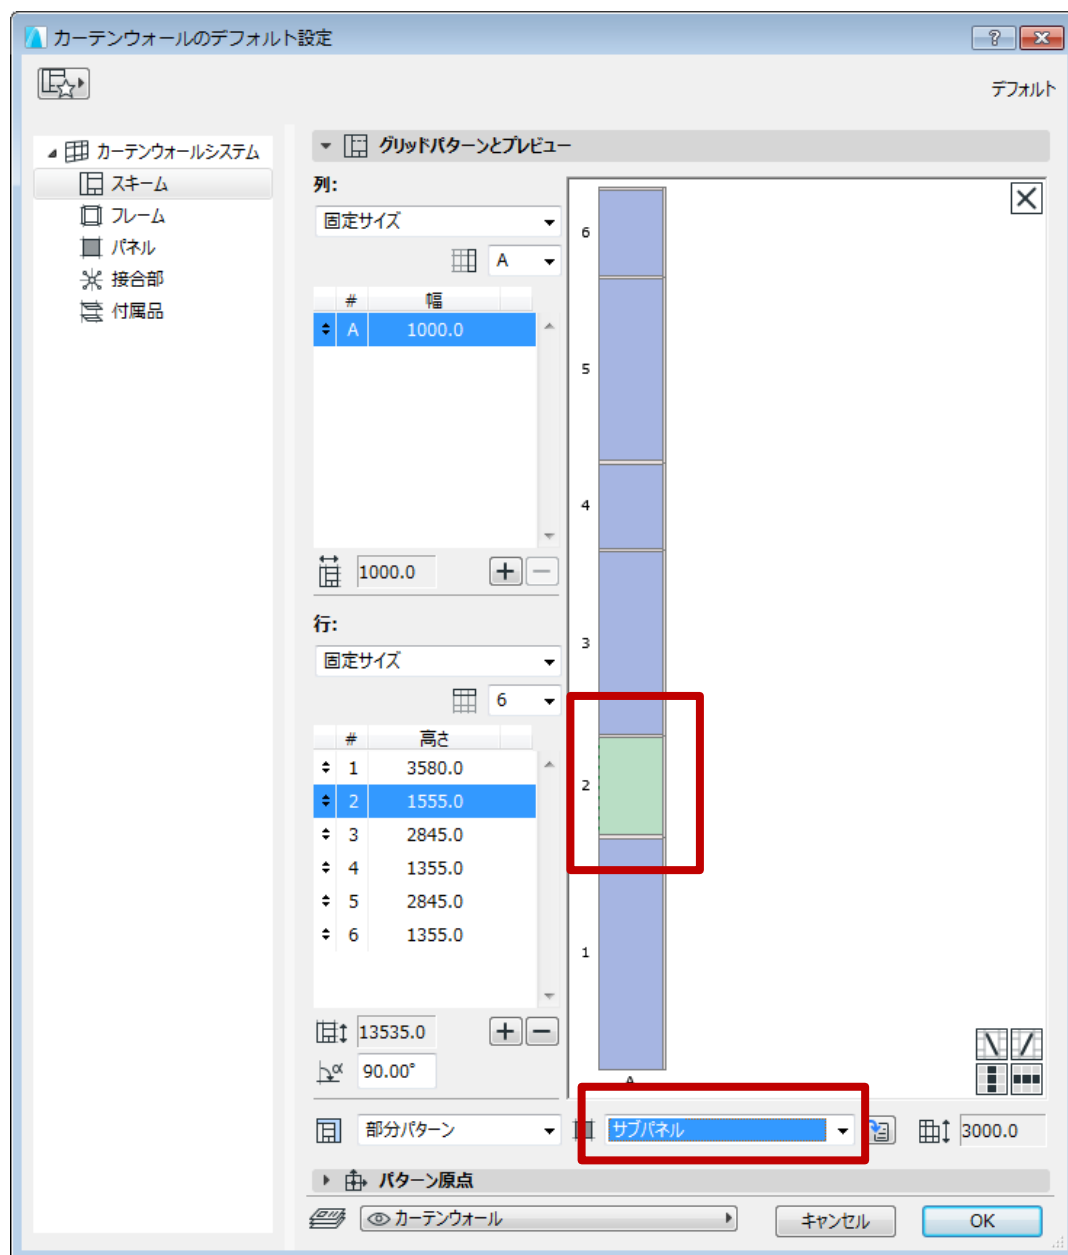 カーテンウォールのデフォルト設定
?
デフォルト
カーテンウォールシステム
スキーム
フレーム
パネル
接合部
付属品
グリッドパターンとプレビュー
列:
固定サイズ
A
# 幅
A 1000.0
1000.0
行:
固定サイズ
6
# 高さ
1 3580.0
2 1555.0
3 2845.0
4 1355.0
5 2845.0
6 1355.0
13535.0
α 90.00°
6
5
4
3
2
1
A
部分パターン
サブパネル
3000.0
パターン原点
カーテンウォール
キャンセル
OK